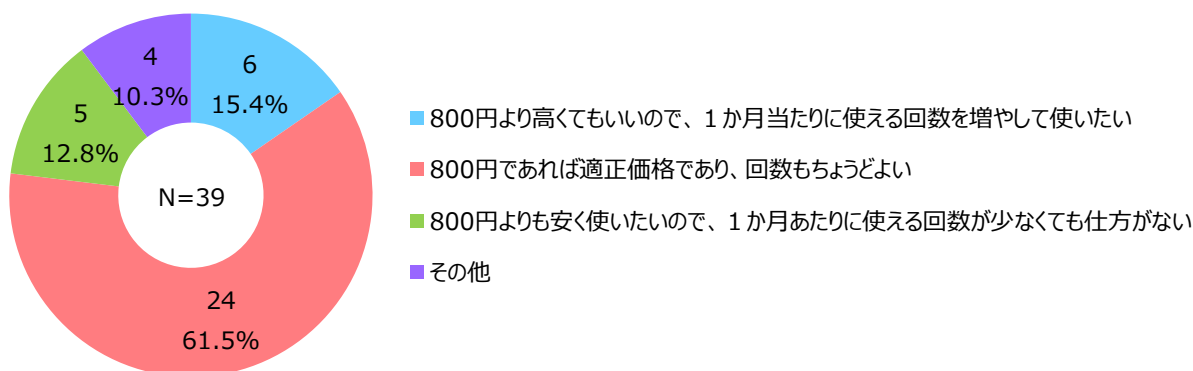 4
10.3%
6
15.4%
5
12.8%
N=39
24
61.5%
800円より高くてもいいので、１か月当たりに使える回数を増やして使いたい
800円であれば適正価格であり、回数もちょうどよい
800円よりも安く使いたいので、１か月あたりに使える回数が少なくても仕方がない
その他